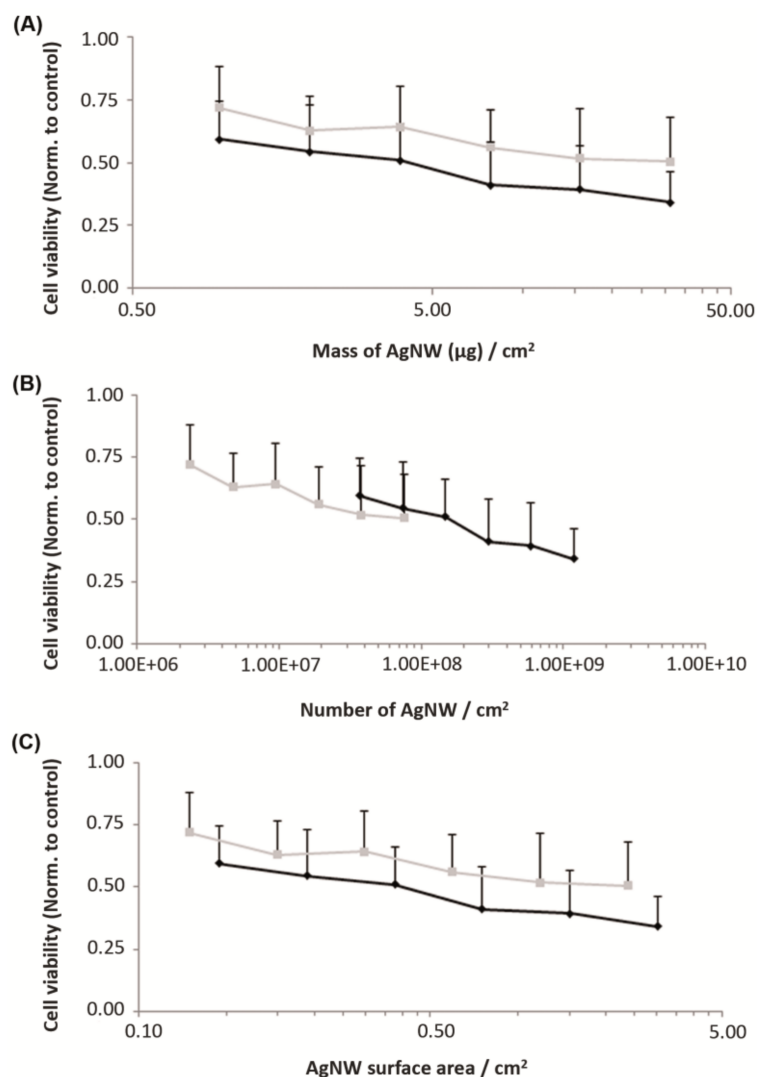 (A)
1.00
0.75
0.50
0.25
0.00
Cell viability (Norm. to control)
0.50 5.00 50.00
Mass of AgNW (µg) / cm²
(B)
1.00
0.75
0.50
0.25
0.00
Cell viability (Norm. to control)
1.00E+06 1.00E+07 1.00E+08 1.00E+09 1.00E+10
Number of AgNW / cm²
(C)
1.00
0.75
0.50
0.25
0.00
Cell viability (Norm. to control)
0.10 0.50 5.00
AgNW surface area / cm²